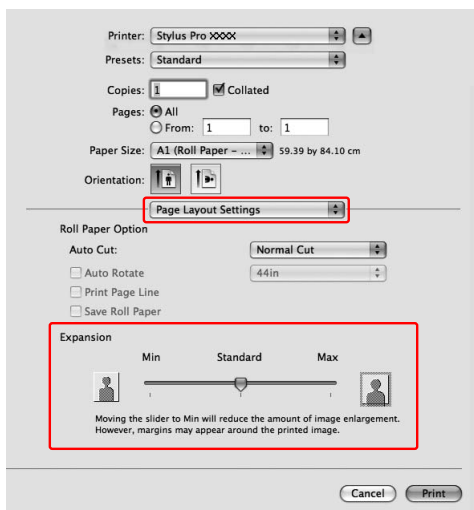 Printer: Stylus Pro XXXX
Presets: Standard
Copies: 1 Collated
Pages: All
From: 1 to: 1
Paper Size: A1 (Roll Paper – ... 59.39 by 84.10 cm
Orientation:
Page Layout Settings
Roll Paper Option
Auto Cut: Normal Cut
Auto Rotate 44in
Print Page Line
Save Roll Paper
Expansion
Min Standard Max
Moving the slider to Min will reduce the amount of image enlargement.
However, margins may appear around the printed image.
Cancel Print